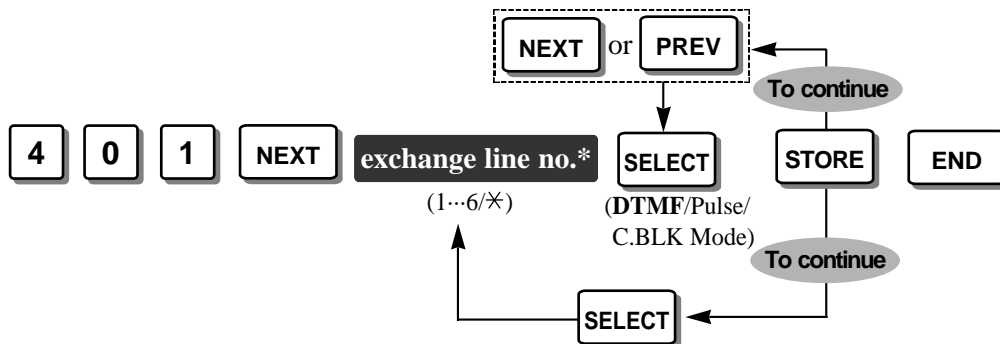 NEXT or PREV
To continue
4 0 1 NEXT exchange line no.* SELECT STORE END
(1···6/✳)
(DTMF/Pulse/
C.BLK Mode)
To continue
SELECT